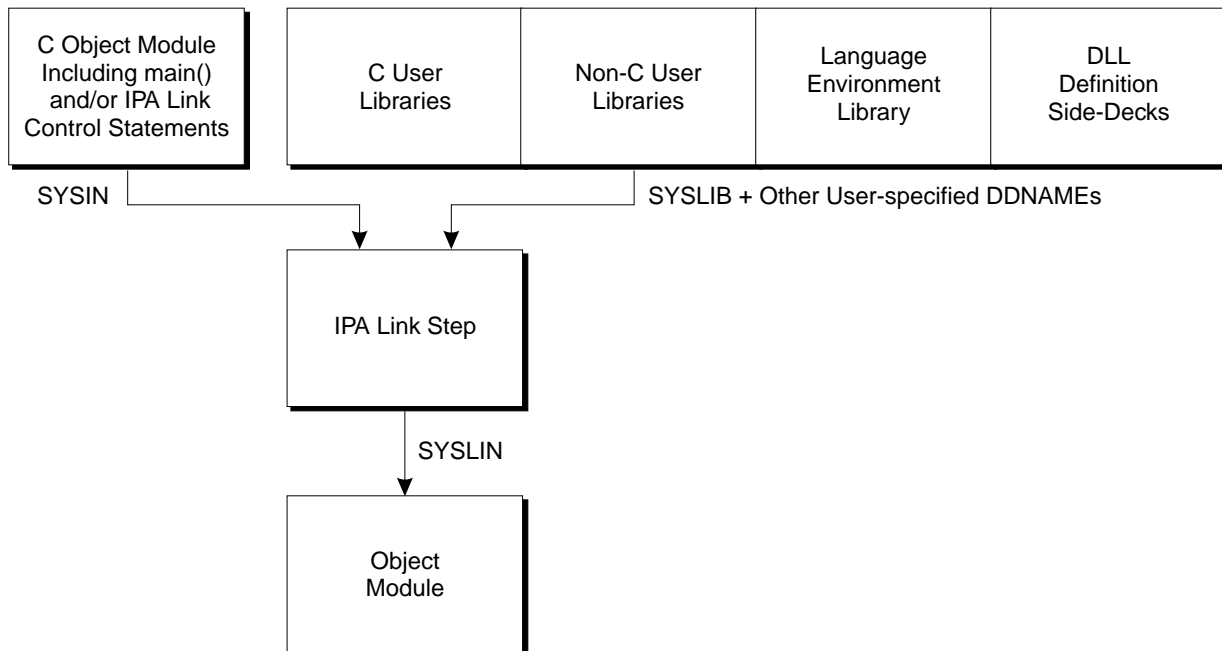 C Object Module
Including main()
and/or IPA Link
Control Statements
C User
Libraries
Non-C User
Libraries
Language
Environment
Library
DLL
Definition
Side-Decks
SYSIN
SYSLIB + Other User-specified DDNAMEs
IPA Link Step
SYSLIN
Object
Module